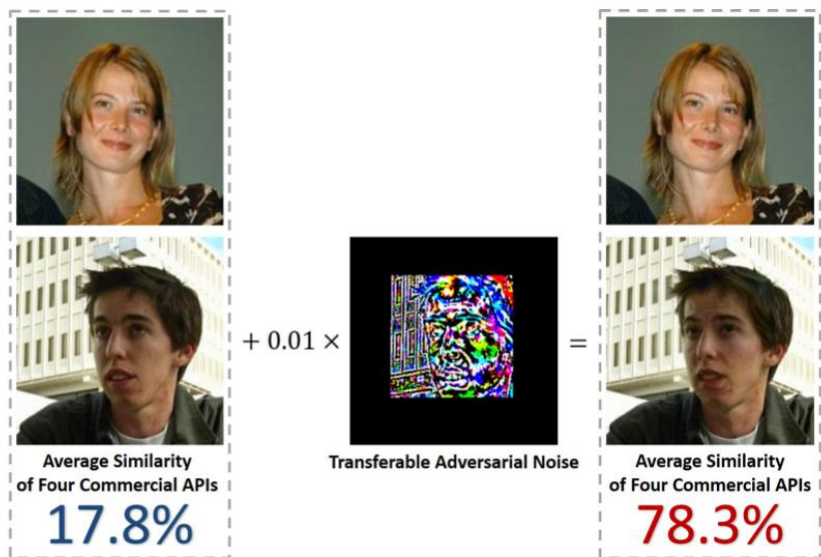 + 0.01 ×
=
Average Similarity
of Four Commercial APIs
17.8%
Transferable Adversarial Noise
Average Similarity
of Four Commercial APIs
78.3%